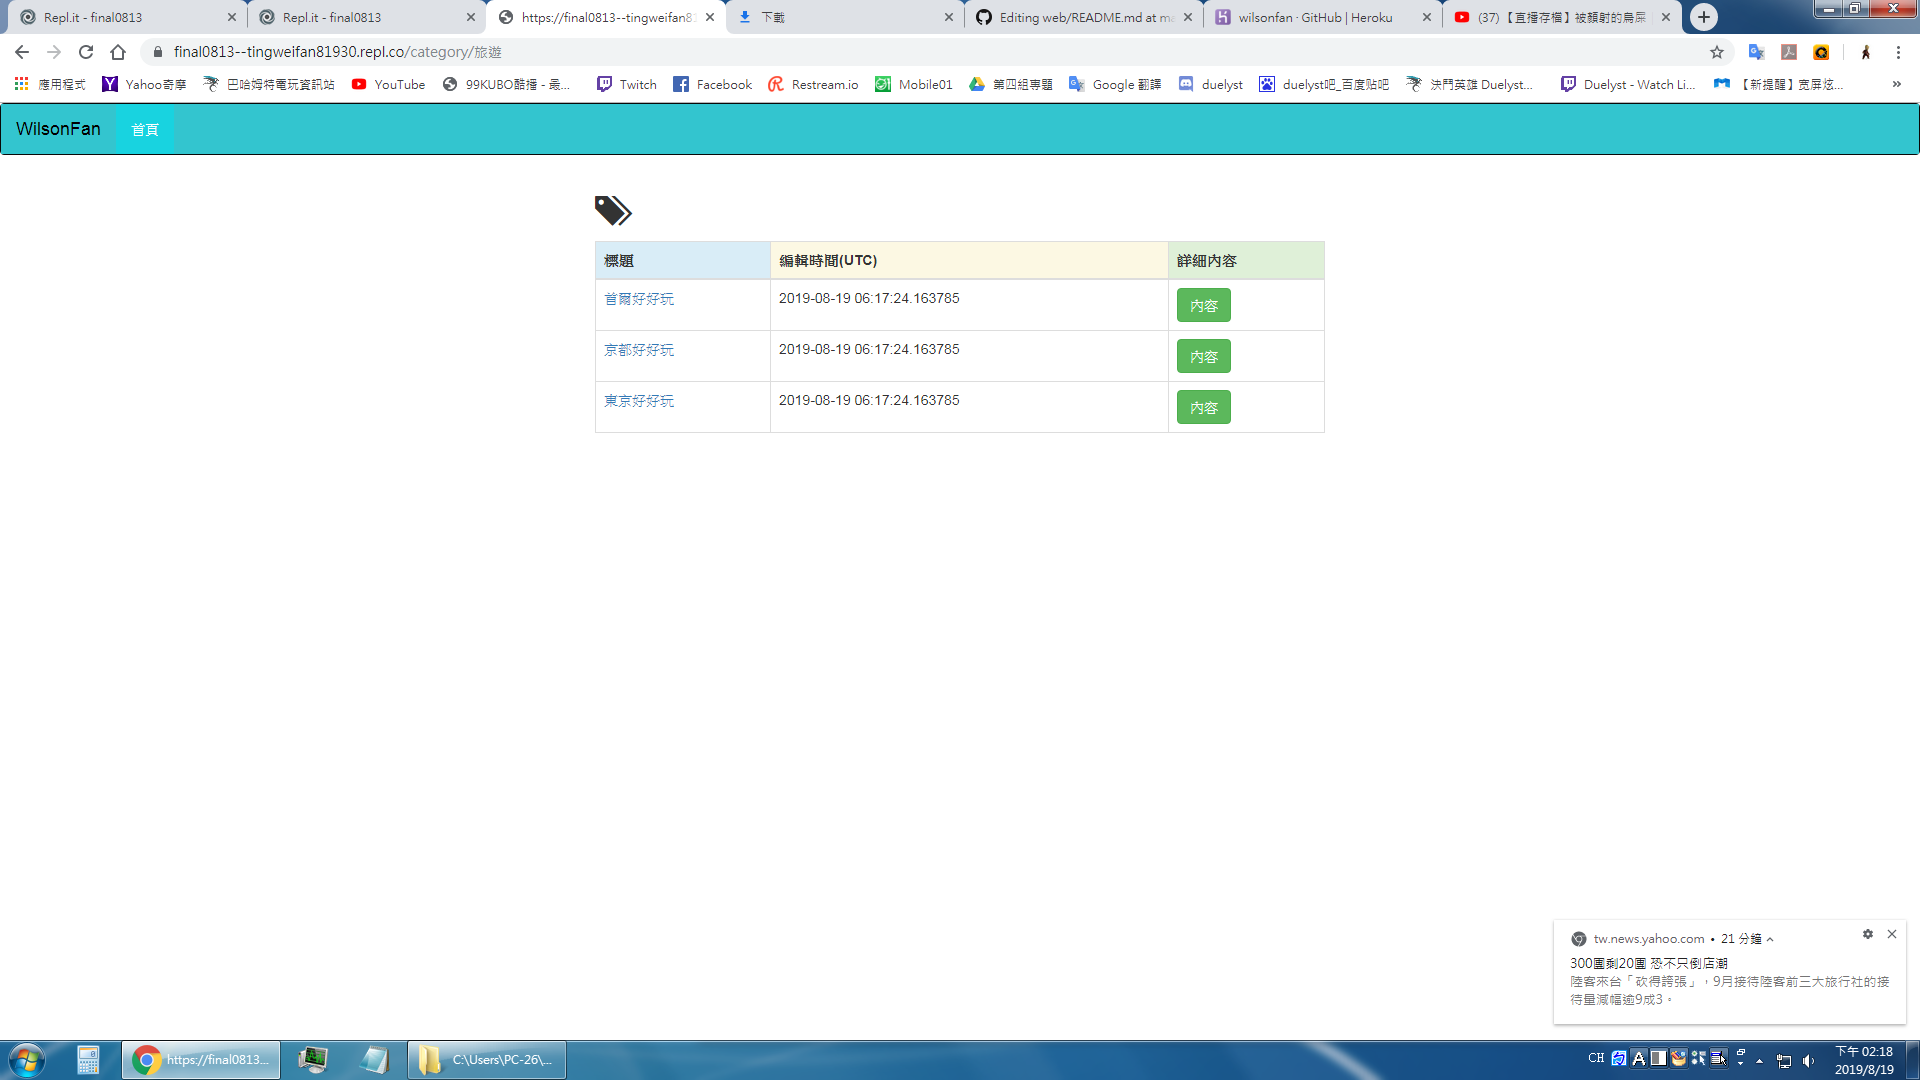 Repl.it - final0813
Repl.it - final0813
https://final0813--tingweifan81
下載
Editing web/README.md at ma
wilsonfan · GitHub | Heroku
(37) 【直播存檔】被顏射的鳥屎
final0813--tingweifan81930.repl.co/category/旅遊
應用程式
Yahoo奇摩
巴哈姆特電玩資訊站
YouTube
99KUBO酷播 - 最...
Twitch
Facebook
Restream.io
Mobile01
第四組專題
Google 翻譯
duelyst
duelyst吧_百度贴吧
決鬥英雄 Duelyst...
Duelyst - Watch Li...
【新提醒】宽屏炫...
»
WilsonFan
首頁
標題
編輯時間(UTC)
詳細內容
首爾好好玩
2019-08-19 06:17:24.163785
內容
京都好好玩
2019-08-19 06:17:24.163785
內容
東京好好玩
2019-08-19 06:17:24.163785
內容
tw.news.yahoo.com • 21 分鐘
300團剩20團 恐不只倒店潮
陸客來台「砍得誇張」，9月接待陸客前三大旅行社的接
待量減幅逾9成3。
https://final0813...
C:\Users\PC-26\...
CH
A
下午 02:18
2019/8/19